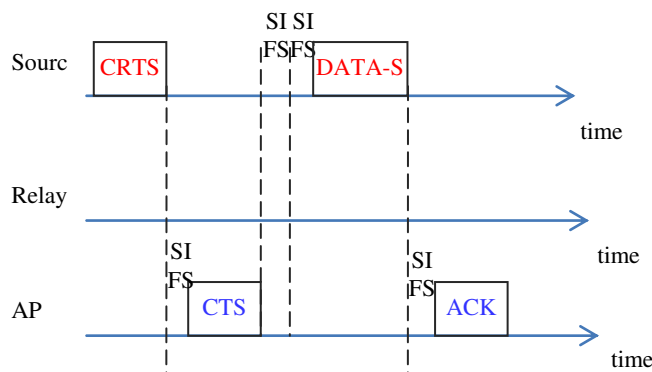 SI SI
FS FS
Sourc
CRTS
DATA-S
time
Relay
time
SI
FS
SI
FS
AP
CTS
ACK
time